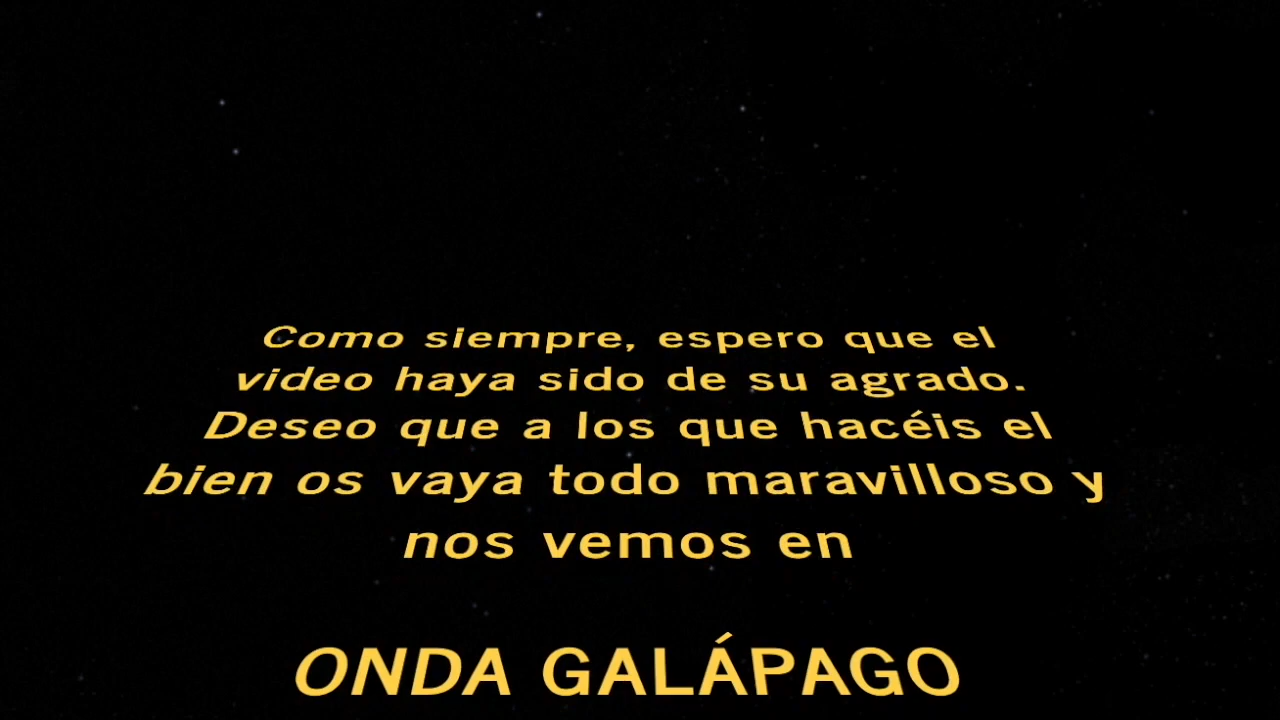 Como siempre, espero que el
video haya sido de su agrado.
Deseo que a los que hacéis el
bien os vaya todo maravilloso y
nos vemos en
ONDA GALÁPAGO